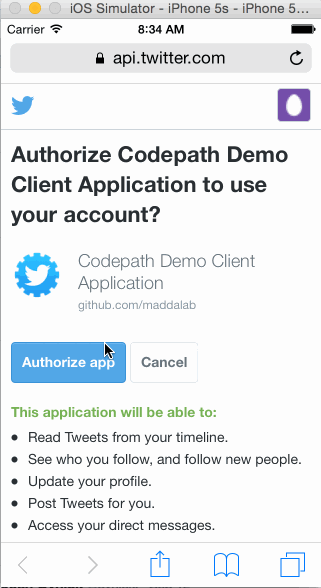 iOS Simulator - iPhone 5s - iPhone 5...
Carrier 8:34 AM
api.twitter.com
Authorize Codepath Demo
Client Application to use
your account?
Codepath Demo Client
Application
github.com/maddalab
Authorize app Cancel
This application will be able to:
• Read Tweets from your timeline.
• See who you follow, and follow new people.
• Update your profile.
• Post Tweets for you.
• Access your direct messages.